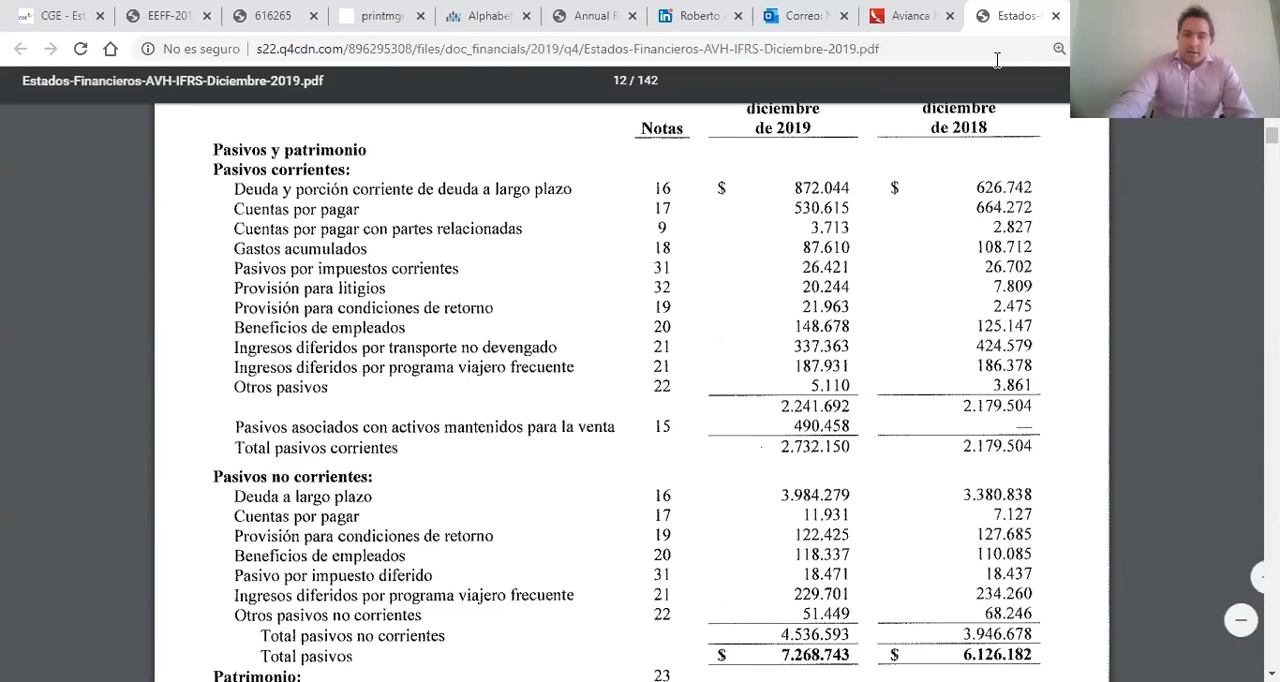 CGE - Est
EEFF-201
616265
printmg
Alphabe
Annual R
Roberto
Correo: N
Avianca H
Estados-
No es seguro | s22.q4cdn.com/896295308/files/doc_financials/2019/q4/Estados-Financieros-AVH-IFRS-Diciembre-2019.pdf
Estados-Financieros-AVH-IFRS-Diciembre-2019.pdf 12 / 142
diciembre diciembre
Notas de 2019 de 2018
Pasivos y patrimonio
Pasivos corrientes:
Deuda y porción corriente de deuda a largo plazo 16 $ 872.044 $ 626.742
Cuentas por pagar 17 530.615 664.272
Cuentas por pagar con partes relacionadas 9 3.713 2.827
Gastos acumulados 18 87.610 108.712
Pasivos por impuestos corrientes 31 26.421 26.702
Provisión para litigios 32 20.244 7.809
Provisión para condiciones de retorno 19 21.963 2.475
Beneficios de empleados 20 148.678 125.147
Ingresos diferidos por transporte no devengado 21 337.363 424.579
Ingresos diferidos por programa viajero frecuente 21 187.931 186.378
Otros pasivos 22 5.110 3.861
2.241.692 2.179.504
Pasivos asociados con activos mantenidos para la venta 15 490.458 —
Total pasivos corrientes 2.732.150 2.179.504
Pasivos no corrientes:
Deuda a largo plazo 16 3.984.279 3.380.838
Cuentas por pagar 17 11.931 7.127
Provisión para condiciones de retorno 19 122.425 127.685
Beneficios de empleados 20 118.337 110.085
Pasivo por impuesto diferido 31 18.471 18.437
Ingresos diferidos por programa viajero frecuente 21 229.701 234.260
Otros pasivos no corrientes 22 51.449 68.246
Total pasivos no corrientes 4.536.593 3.946.678
Total pasivos $ 7.268.743 $ 6.126.182
Patrimonio: 23